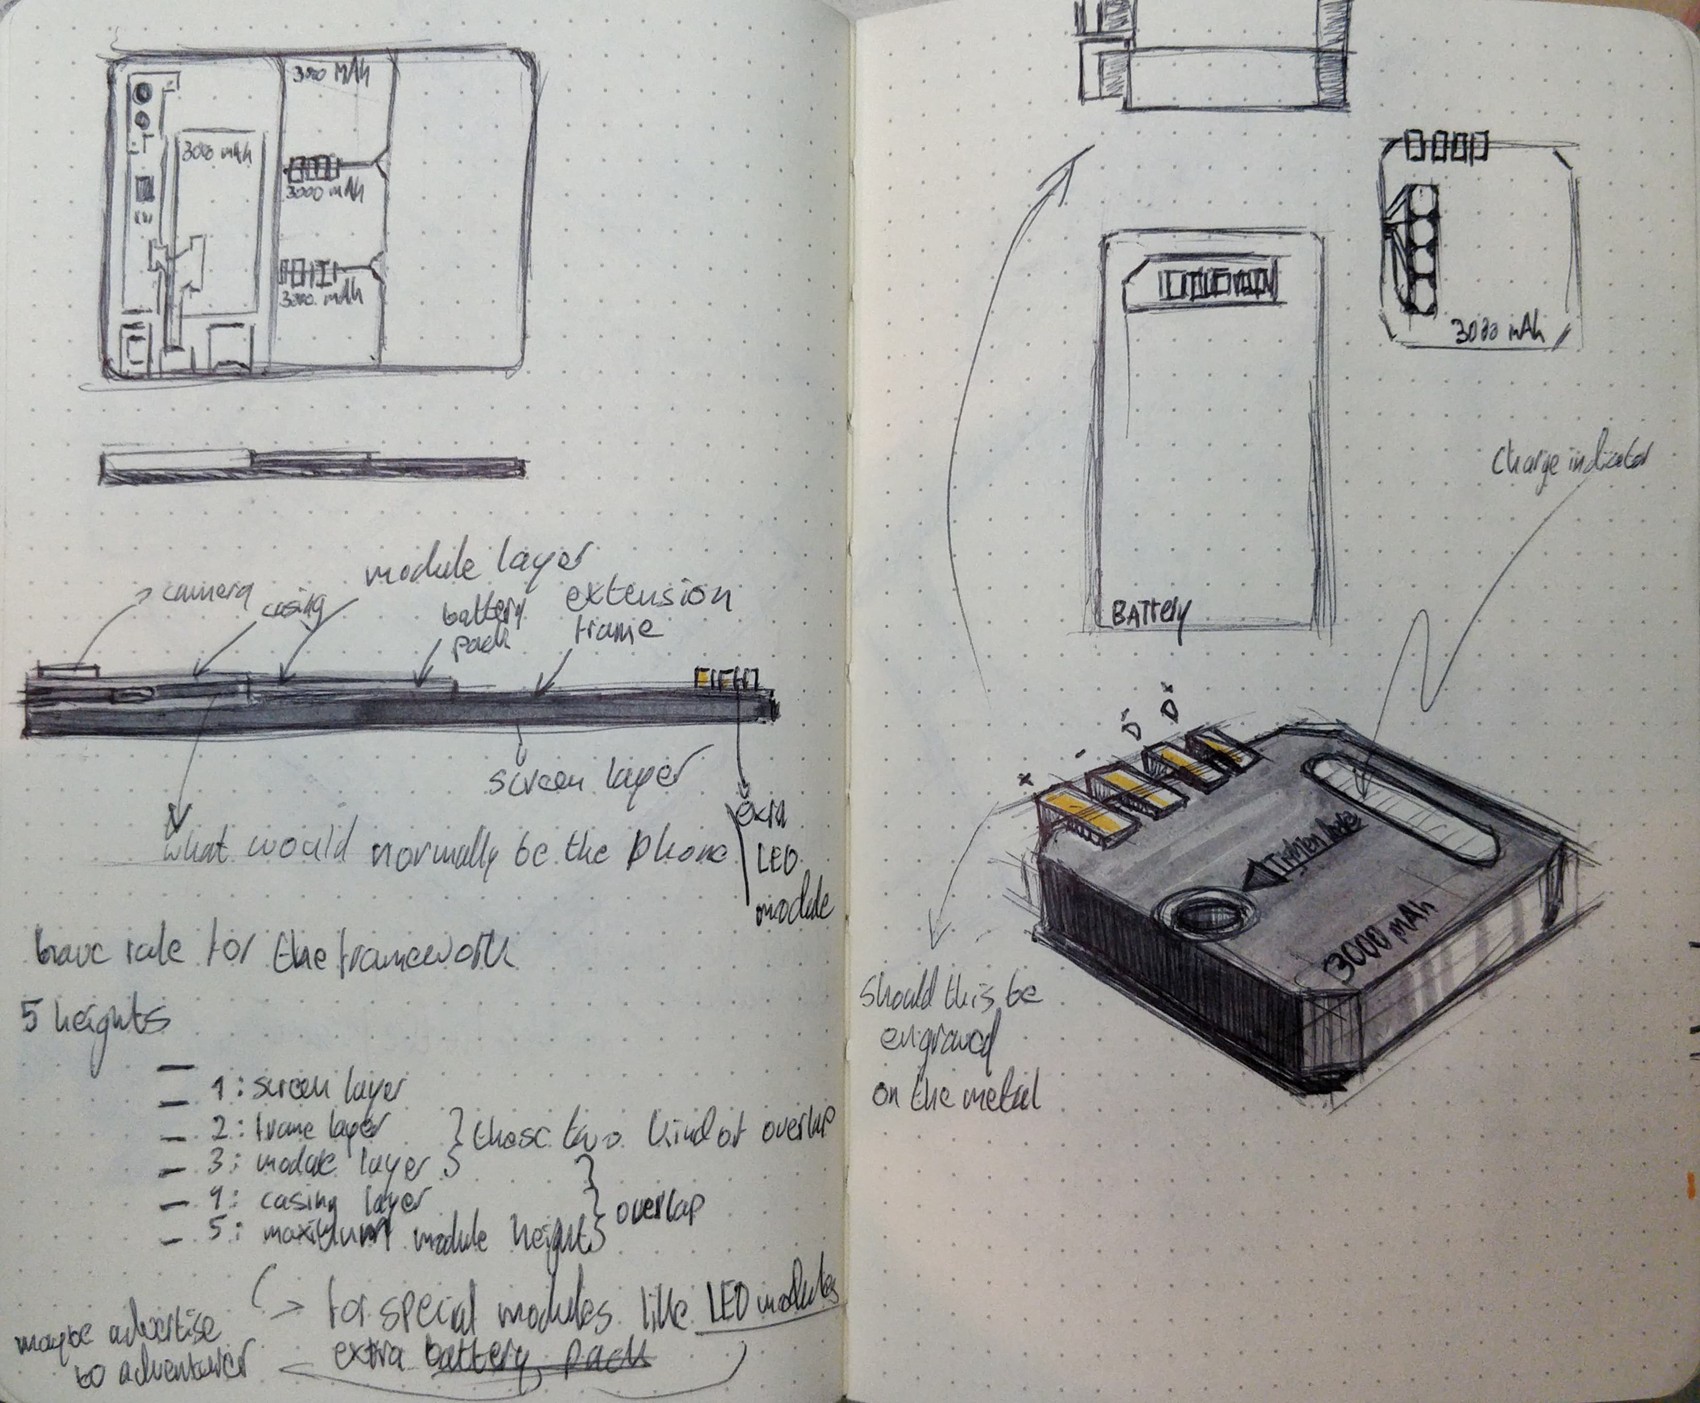 3000 mAh
3000 mAh
3000 mAh
3000 mAh
camera
casing
module layer
battery
pack
extension
frame
screen layer
what would normally be the phone
extra
LED
module
for the framework
5 heights
1: screen layer
2: frame layer
3: module layer
} these two kind of overlap
4: casing layer
5: maximum module height
} overlap
for special modules like LED modules
extra battery pack
maybe advertise
to adventurer
3000 mAh
BATTERY
Charge indicator
+ - D- D+
3000 mAh
should this be
engraved
on the metal